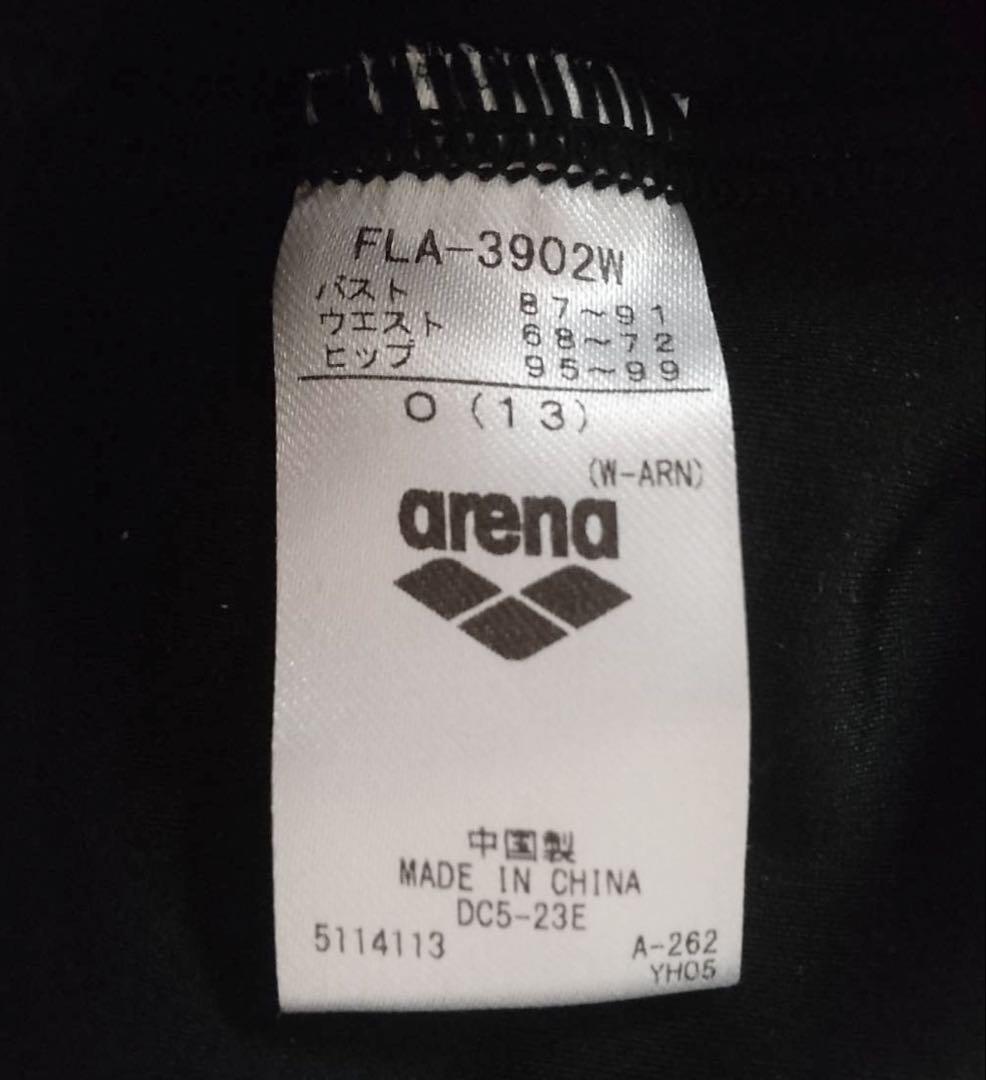 FLA-3902W
バスト 87～91
ウエスト 68～72
ヒップ 95～99
O (13)
(W-ARN)
arena
中国製
MADE IN CHINA
DC5-23E
5114113 A-262
YH05